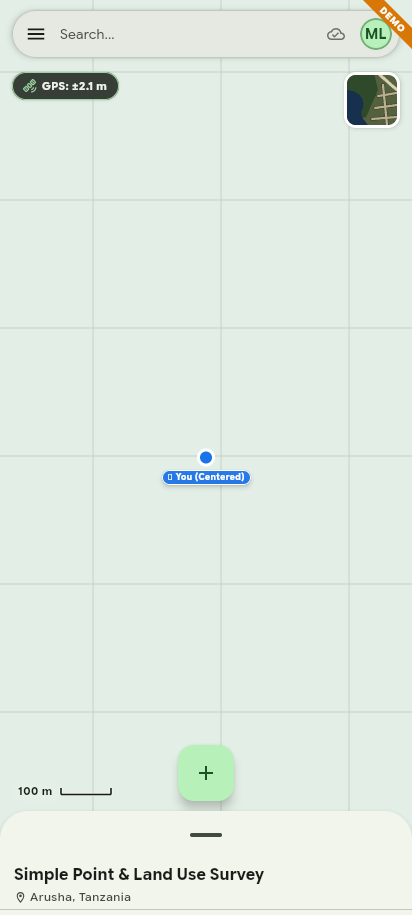 Search...
ML
DEMO
GPS: ±2.1 m
You (Centered)
100 m
Simple Point & Land Use Survey
Arusha, Tanzania